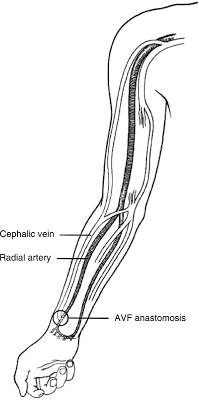 Cephalic vein
Radial artery
AVF anastomosis